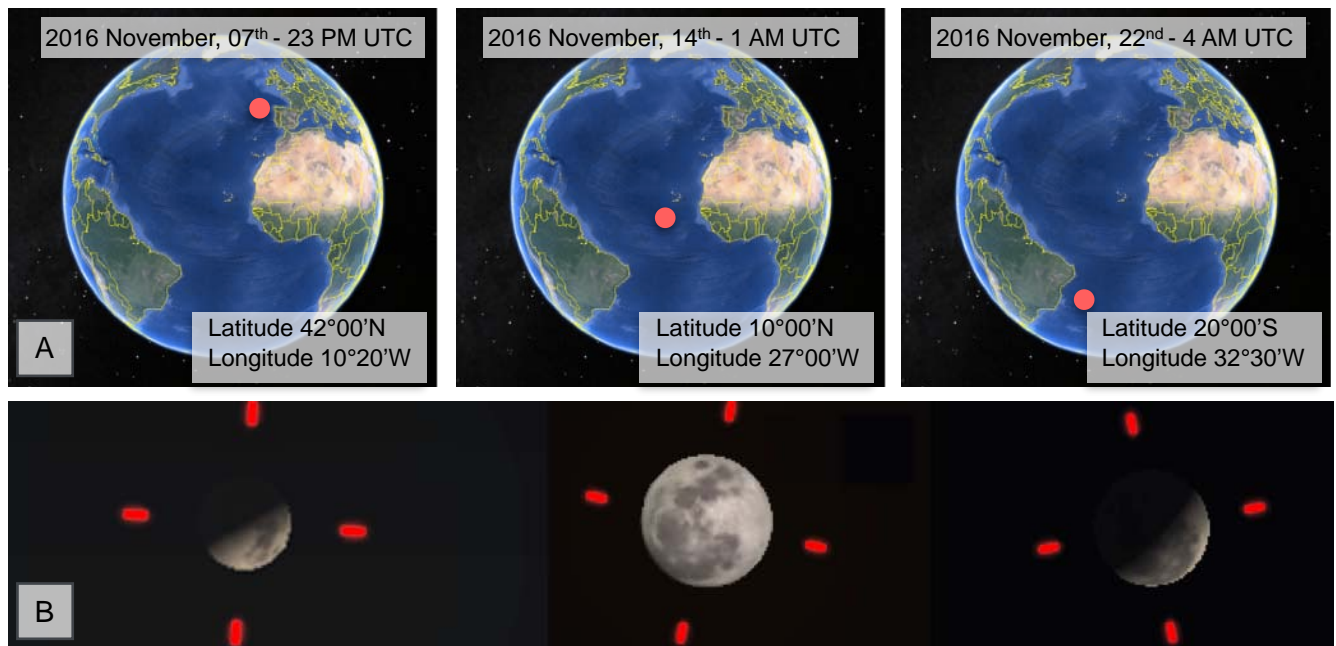 2016 November, 07th - 23 PM UTC
2016 November, 14th - 1 AM UTC
2016 November, 22nd - 4 AM UTC
Latitude 42°00’N
Longitude 10°20’W
Latitude 10°00’N
Longitude 27°00’W
Latitude 20°00’S
Longitude 32°30’W
A
B